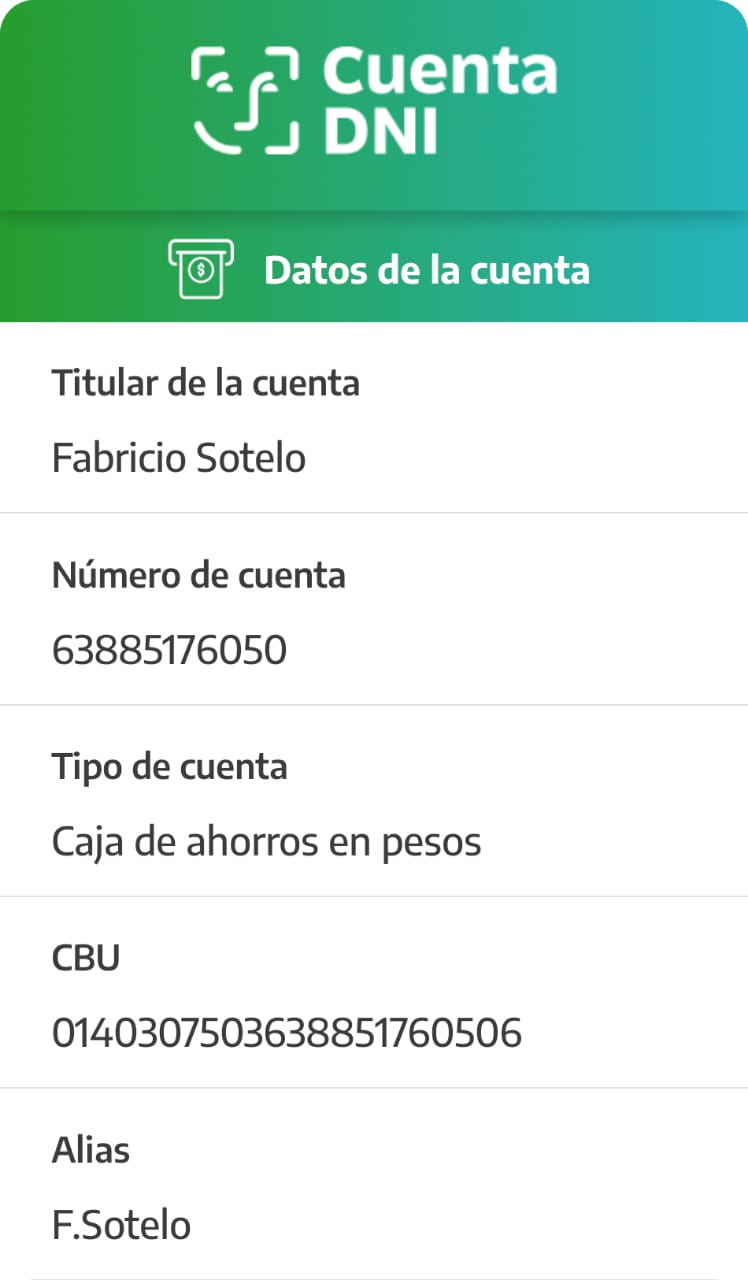 Cuenta
DNI
Datos de la cuenta
Titular de la cuenta
Fabricio Sotelo
Número de cuenta
63885176050
Tipo de cuenta
Caja de ahorros en pesos
CBU
0140307503638851760506
Alias
F.Sotelo